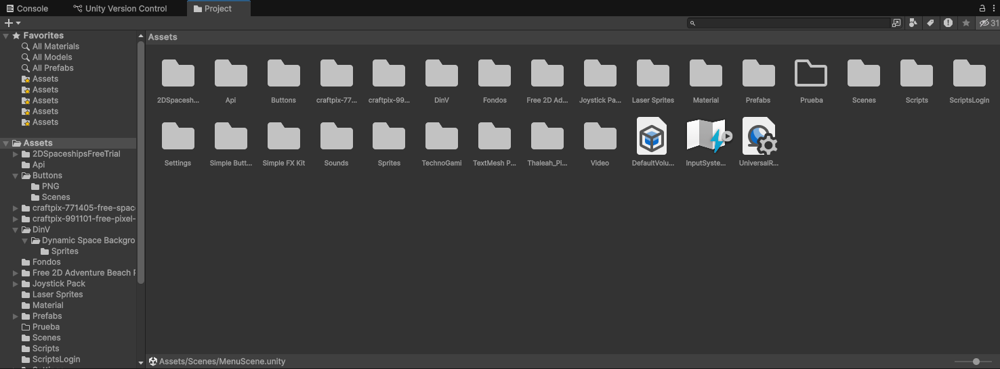 Console
Unity Version Control
Project
31
Favorites
All Materials
All Models
All Prefabs
Assets
Assets
Assets
Assets
Assets
Assets
2DSpaceshipsFreeTrial
Api
Buttons
PNG
Scenes
craftpix-771405-free-spac
craftpix-991101-free-pixel-
DinV
Dynamic Space Backgro
Sprites
Fondos
Free 2D Adventure Beach
Joystick Pack
Laser Sprites
Material
Prefabs
Prueba
Scenes
Scripts
ScriptsLogin
Assets
2DSpacesh... Api Buttons craftpix-77... craftpix-99... DinV Fondos Free 2D Ad... Joystick Pa... Laser Sprites Material Prefabs Prueba Scenes Scripts ScriptsLogin
Settings Simple Butt... Simple FX Kit Sounds Sprites TechnoGami TextMesh P... Thaleah_Pi... Video DefaultVolu... InputSyste... UniversalR...
Assets/Scenes/MenuScene.unity